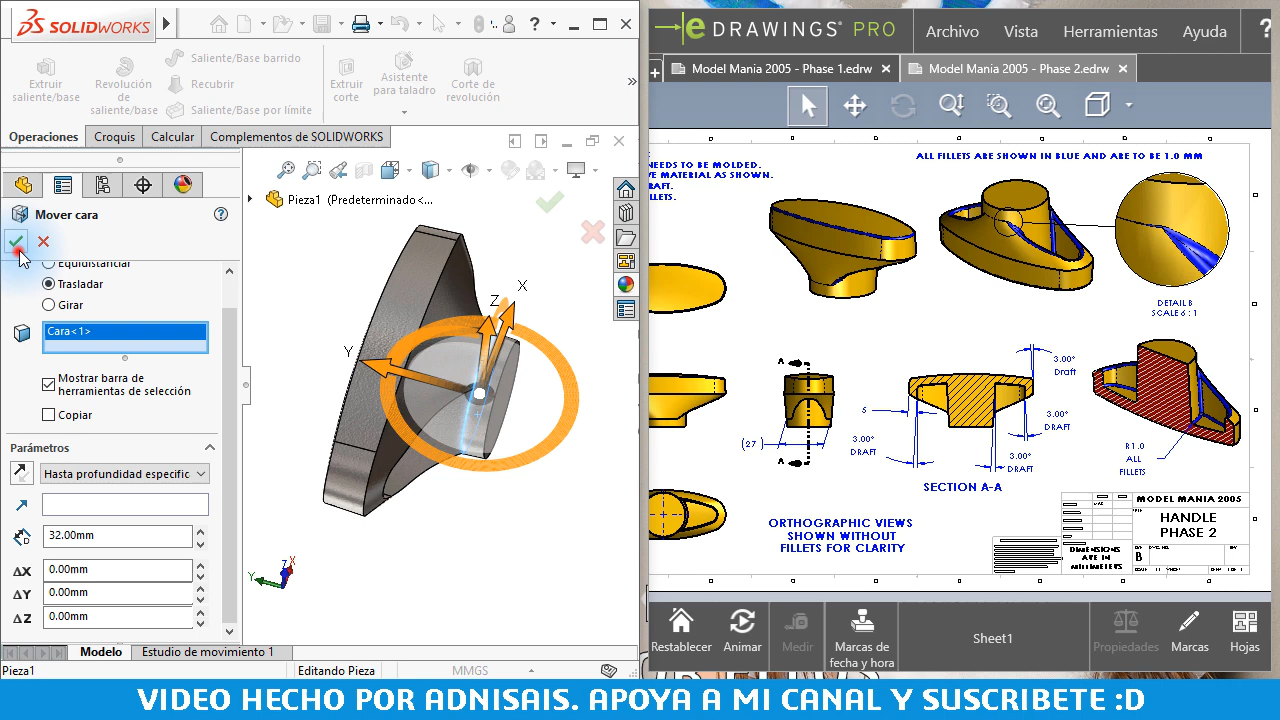 SOLIDWORKS
?
Extruir
saliente/base
Revolución
de
saliente/base
Saliente/Base barrido
Recubrir
Saliente/Base por límite
Extruir
corte
Asistente
para taladro
Corte de
revolución
Operaciones
Croquis
Calcular
Complementos de SOLIDWORKS
Mover cara
?
Equidistanciar
Trasladar
Girar
Cara<1>
Mostrar barra de
herramientas de selección
Copiar
Parámetros
Hasta profundidad especific
32.00mm
ΔX
0.00mm
ΔY
0.00mm
ΔZ
0.00mm
Pieza1 (Predeterminado<...
X
Z
Y
X
Z
Y
Modelo
Estudio de movimiento 1
Pieza1
Editando Pieza
MMGS
eDRAWINGS® PRO
Archivo
Vista
Herramientas
Ayuda
?
Model Mania 2005 - Phase 1.edrw
Model Mania 2005 - Phase 2.edrw
NEEDS TO BE MOLDED.
VE MATERIAL AS SHOWN.
RAFT.
LLETS.
ALL FILLETS ARE SHOWN IN BLUE AND ARE TO BE 1.0 MM
DETAIL B
SCALE 6 : 1
A
A
(27)
5
3.00°
DRAFT
3.00°
Draft
3.00°
DRAFT
3.00°
DRAFT
SECTION A-A
R1.0
ALL
FILLETS
ORTHOGRAPHIC VIEWS
SHOWN WITHOUT
FILLETS FOR CLARITY
MODEL MANIA 2005
HANDLE
PHASE 2
DIMENSIONS
ARE IN
MILLIMETERS
B
Restablecer
Animar
Medir
Marcas de
fecha y hora
Sheet1
Propiedades
Marcas
Hojas
VIDEO HECHO POR ADNISAIS. APOYA A MI CANAL Y SUSCRIBETE :D